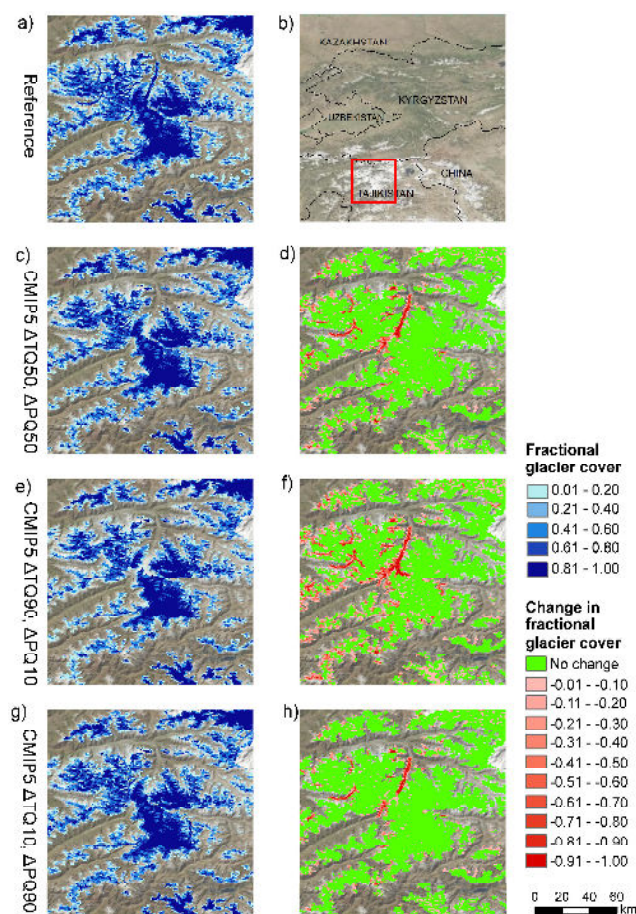 a)
b)
Reference
KAZAKHSTAN
KYRGYZSTAN
UZBEKISTAN
CHINA
TAJIKISTAN
c)
d)
CMIP5 ΔTQ50, ΔPQ50
e)
f)
CMIP5 ΔTQ90, ΔPQ10
g)
h)
CMIP5 ΔTQ10, ΔPQ90
Fractional
glacier cover
0.01 - 0.20
0.21 - 0.40
0.41 - 0.60
0.61 - 0.80
0.81 - 1.00
Change in
fractional
glacier cover
No change
-0.01 - -0.10
-0.11 - -0.20
-0.21 - -0.30
-0.31 - -0.40
-0.41 - -0.50
-0.51 - -0.60
-0.61 - -0.70
-0.71 - -0.80
-0.81 - -0.90
-0.91 - -1.00
0 20 40 60
km